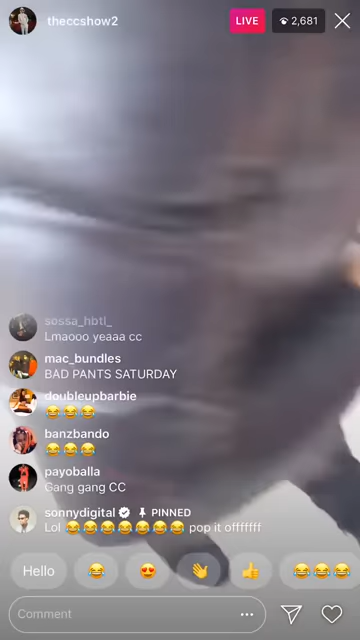 theccshow2
LIVE
2,681
sossa_hbtl_
Lmaooo yeaaa cc
mac_bundles
BAD PANTS SATURDAY
doubleupbarbie
😂😂😂
banzbando
😂😂😂
payoballa
Gang gang CC
sonnydigital PINNED
Lol 😂😂😂😂😂😂😂 pop it offfffff
Hello 😂 😍 👋 👍 😂😂😂
Comment ...